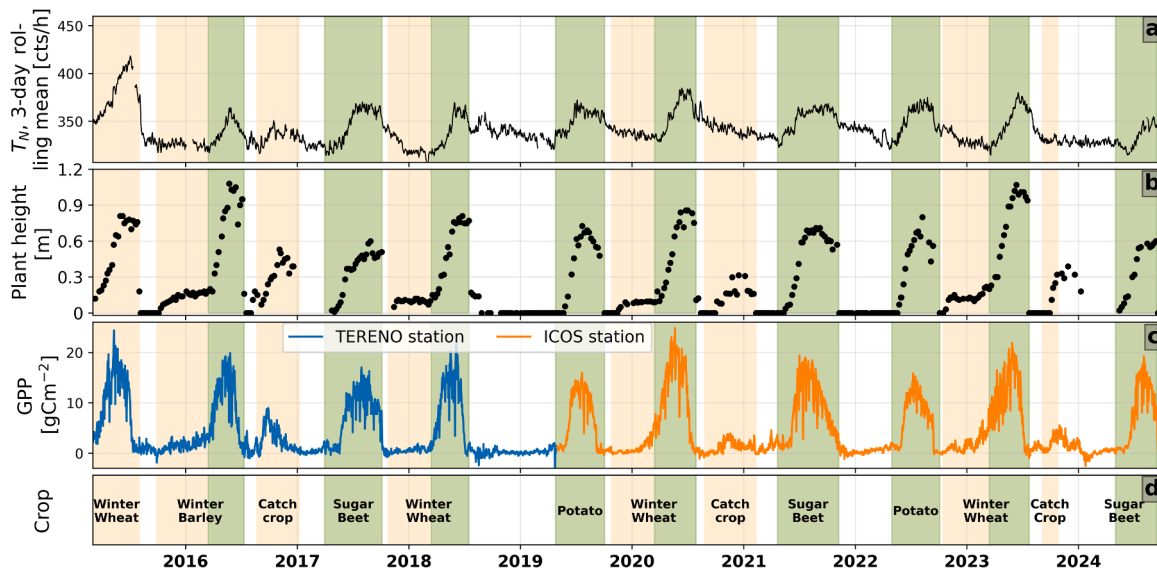 450
400
350
T_N, 3-day rol-
ling mean [cts/h]
a
1.2
0.9
0.6
0.3
0
Plant height
[m]
b
TERENO station
ICOS station
20
10
0
GPP
[gCm⁻²]
c
Crop
Winter
Wheat
Winter
Barley
Catch
crop
Sugar
Beet
Winter
Wheat
Potato
Winter
Wheat
Catch
crop
Sugar
Beet
Potato
Winter
Wheat
Catch
Crop
Sugar
Beet
d
2016 2017 2018 2019 2020 2021 2022 2023 2024